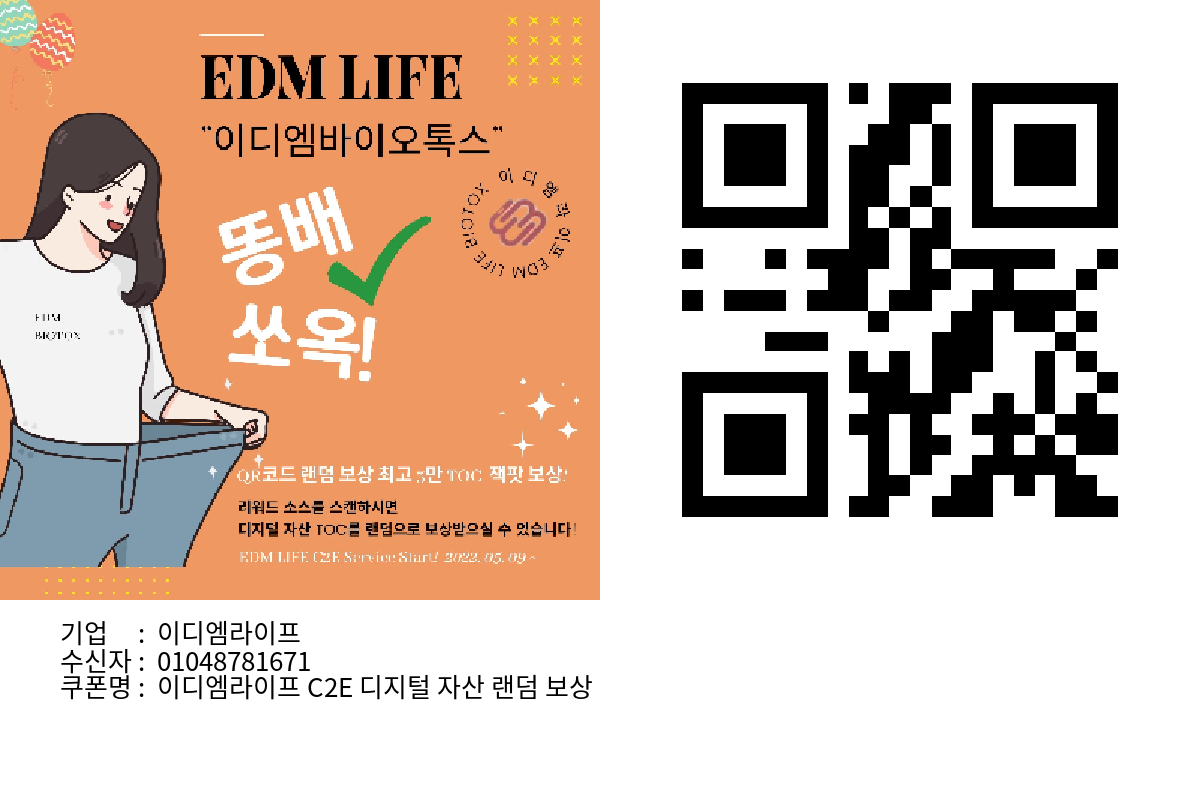 EDM LIFE
"이디엠바이오톡스"
이디엠라이프 EDM LIFE BIOTOX
똥배
쏘옥!
EDM
BIOTOX
QR코드 랜덤 보상 최고 5만 TOC 잭팟 보상!
리워드 소스를 스캔하시면
디지털 자산 TOC를 랜덤으로 보상받으실 수 있습니다!
EDM LIFE C2E Service Start! 2022. 05. 09 ~
기업 : 이디엠라이프
수신자 : 01048781671
쿠폰명 : 이디엠라이프 C2E 디지털 자산 랜덤 보상